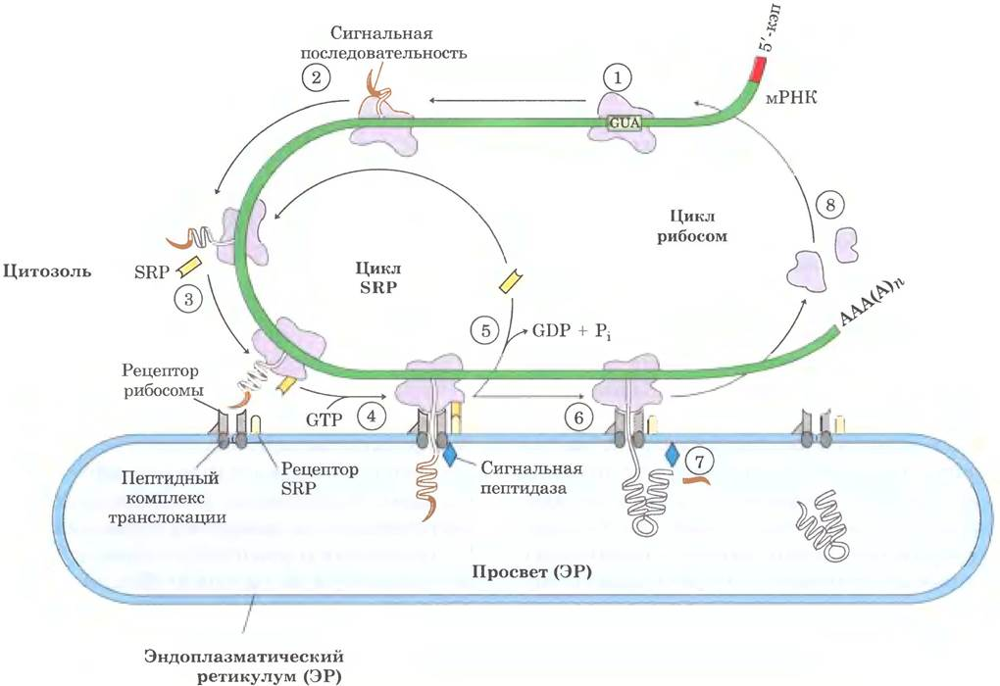 5′-кэп
Сигнальная
последовательность
2
1
мРНК
GUA
8
Цикл
рибосом
Цитозоль
SRP
3
Цикл
SRP
AAA(A)n
5
GDP + Pi
Рецептор
рибосомы
GTP
4
6
Пептидный
комплекс
транслокации
Рецептор
SRP
Сигнальная
пептидаза
7
Просвет (ЭР)
Эндоплазматический
ретикулум (ЭР)